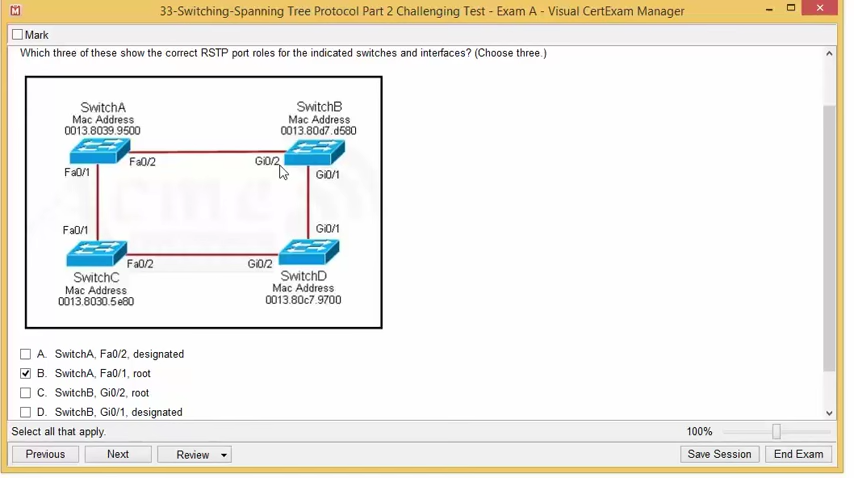 33-Switching-Spanning Tree Protocol Part 2 Challenging Test - Exam A - Visual CertExam Manager
Mark
Which three of these show the correct RSTP port roles for the indicated switches and interfaces? (Choose three.)
SwitchA
Mac Address
0013.8039.9500
SwitchB
Mac Address
0013.80d7.d580
Fa0/2
Gi0/2
Fa0/1
Gi0/1
Fa0/1
Gi0/1
Fa0/2
Gi0/2
SwitchC
Mac Address
0013.8030.5e80
SwitchD
Mac Address
0013.80c7.9700
Acme
A. SwitchA, Fa0/2, designated
B. SwitchA, Fa0/1, root
C. SwitchB, Gi0/2, root
D. SwitchB, Gi0/1, designated
Select all that apply.
100%
Previous
Next
Review
Save Session
End Exam